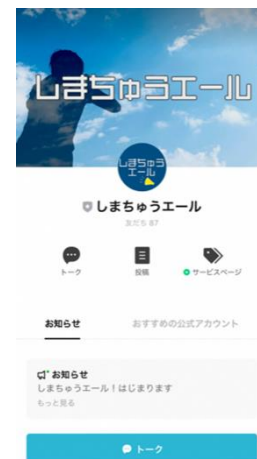 しまちゅうエール
しまちゅう
エール
しまちゅうエール
友だち 87
トーク
投稿
サービスページ
お知らせ
おすすめの公式アカウント
お知らせ
しまちゅうエール！はじまります
もっと見る
トーク